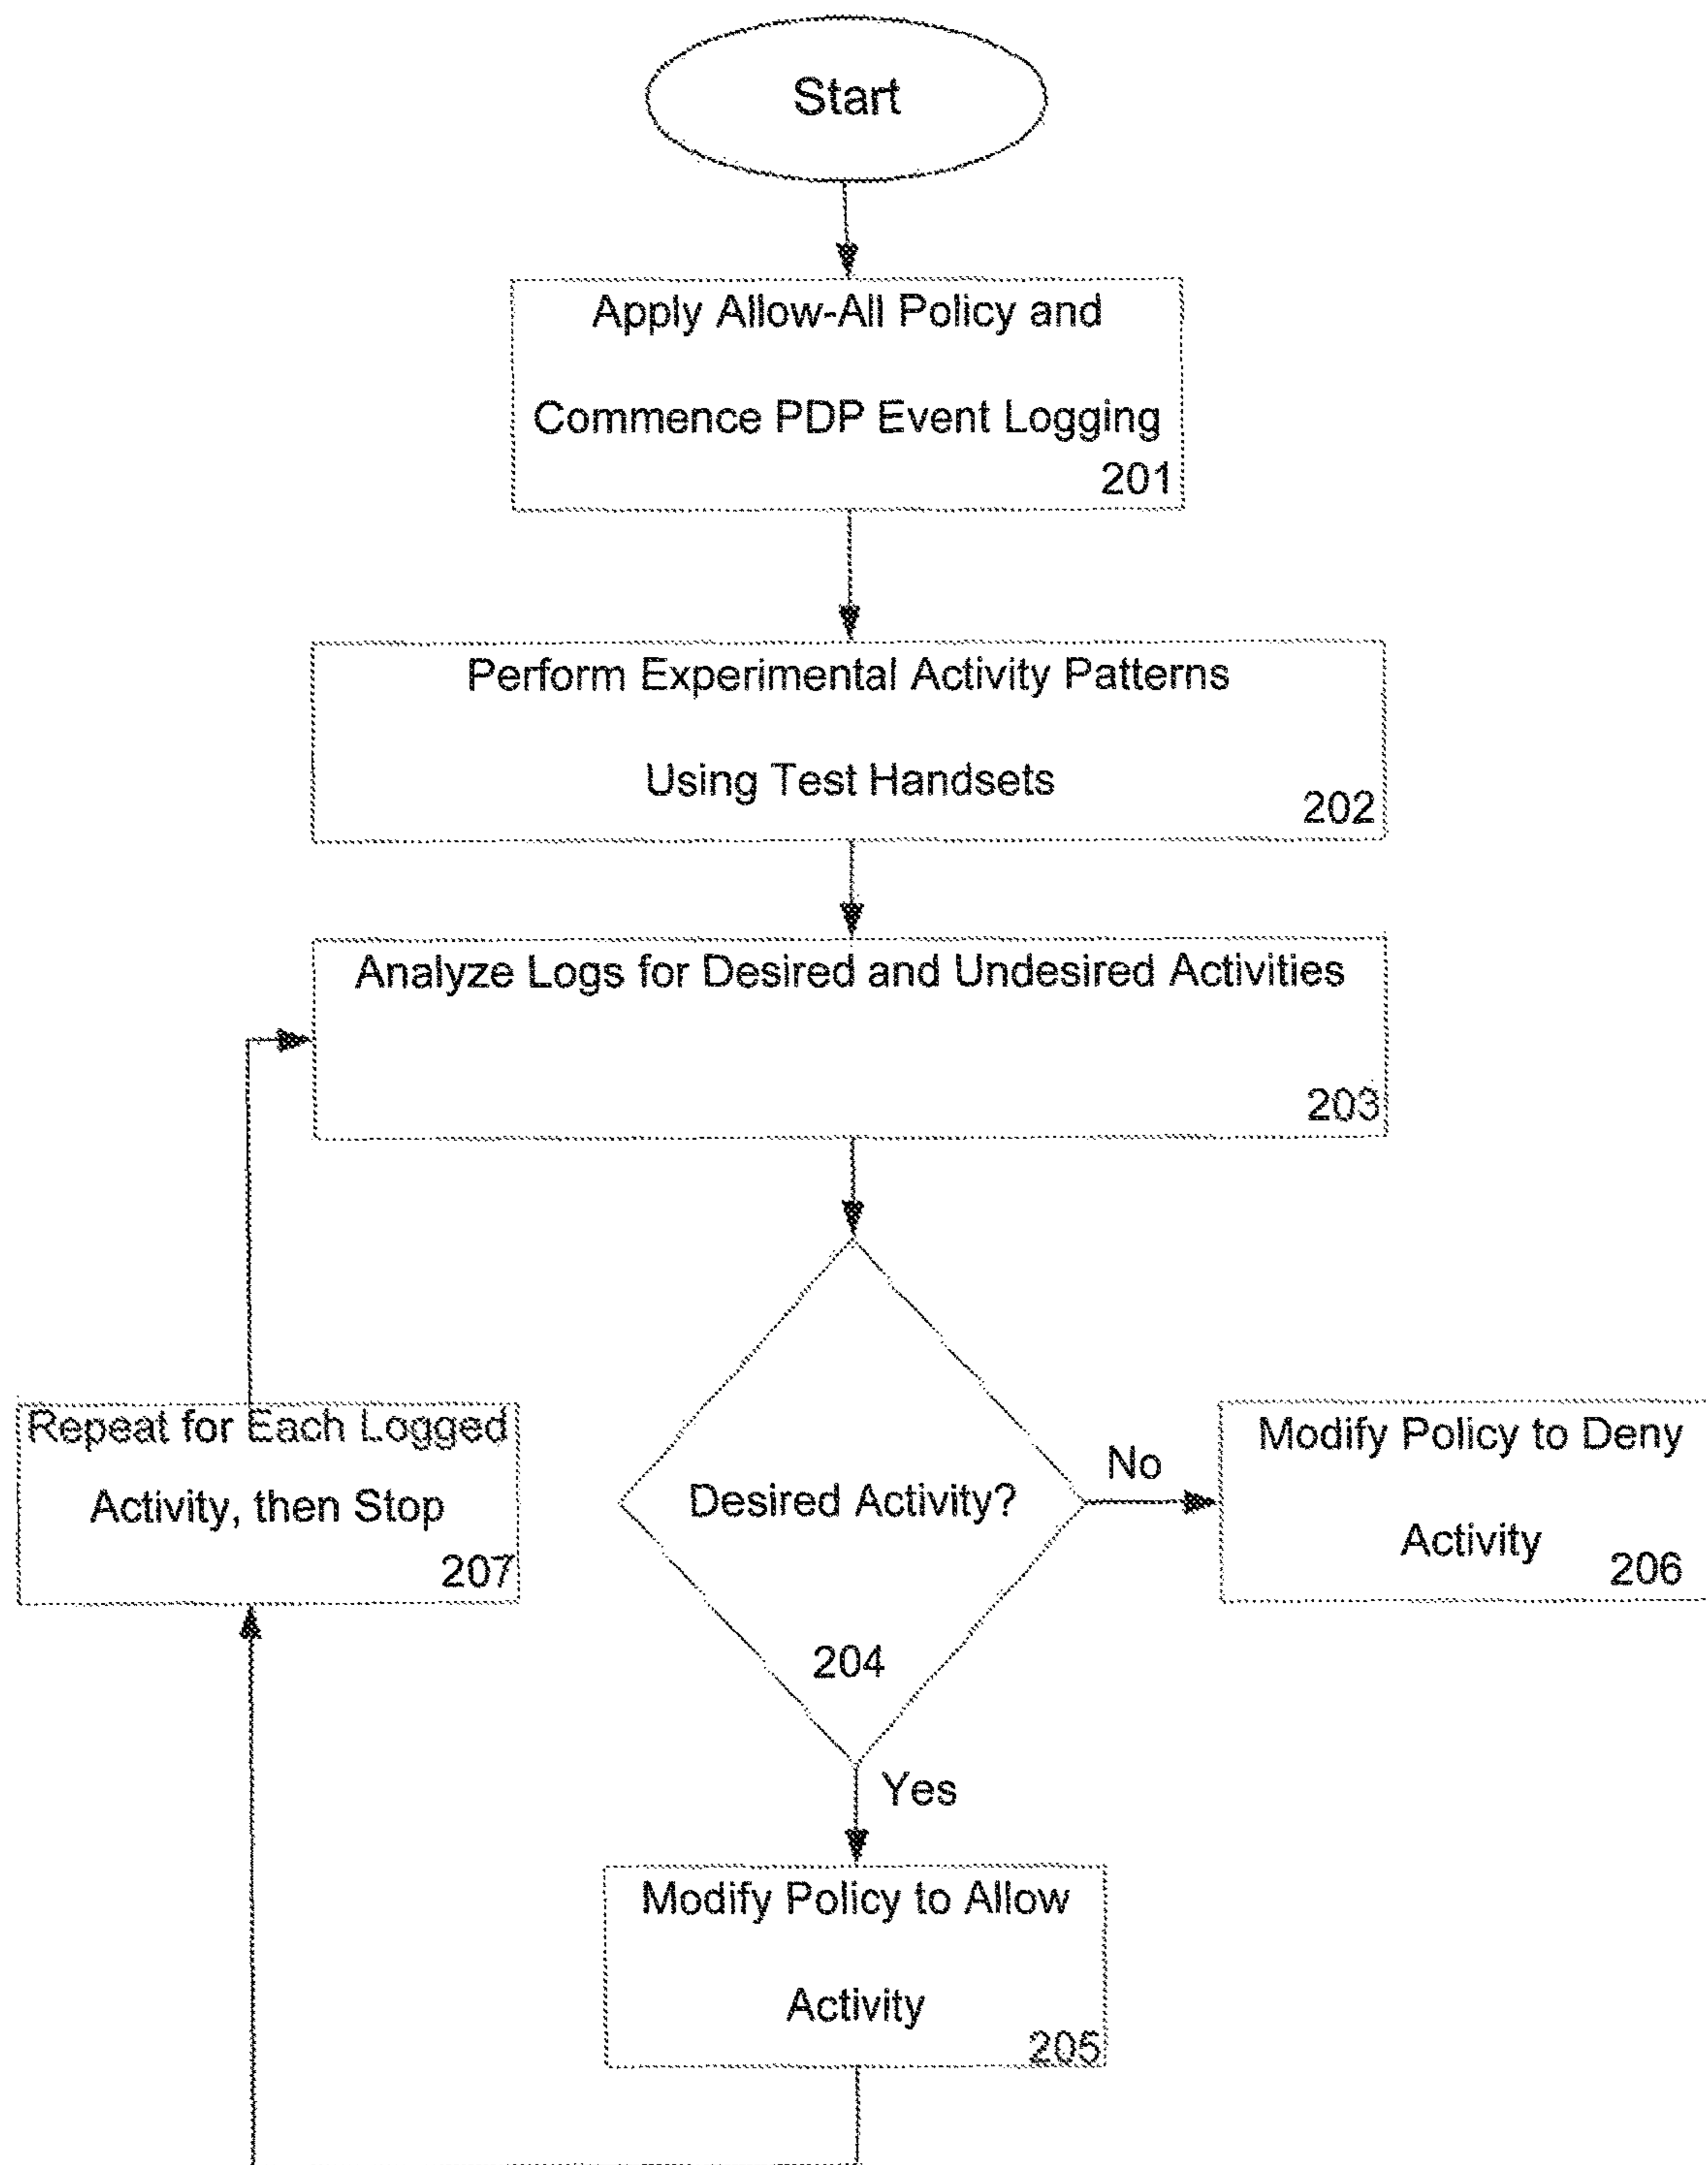 Start
Apply Allow-All Policy and
Commence PDP Event Logging
201
Perform Experimental Activity Patterns
Using Test Handsets
202
Analyze Logs for Desired and Undesired Activities
203
Repeat for Each Logged
Activity, then Stop
207
Desired Activity?
204
No
Modify Policy to Deny
Activity
206
Yes
Modify Policy to Allow
Activity
205